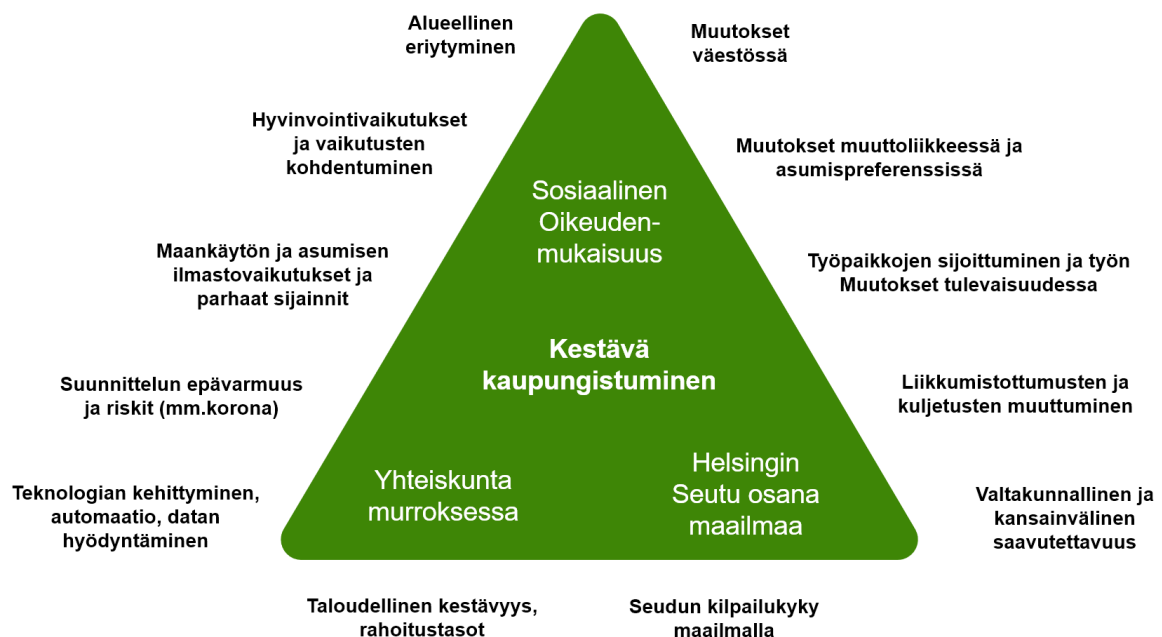 Alueellinen
eriytyminen
Muutokset
väestössä
Hyvinvointivaikutukset
ja vaikutusten
kohdentuminen
Muutokset muuttoliikkeessä ja
asumispreferenssissä
Sosiaalinen
Oikeuden-
mukaisuus
Maankäytön ja asumisen
ilmastovaikutukset ja
parhaat sijainnit
Työpaikkojen sijoittuminen ja työn
Muutokset tulevaisuudessa
Kestävä
kaupungistuminen
Suunnittelun epävarmuus
ja riskit (mm.korona)
Liikkumistottumusten ja
kuljetusten muuttuminen
Yhteiskunta
murroksessa
Helsingin
Seutu osana
maailmaa
Teknologian kehittyminen,
automaatio, datan
hyödyntäminen
Valtakunnallinen ja
kansainvälinen
saavutettavuus
Taloudellinen kestävyys,
rahoitustasot
Seudun kilpailukyky
maailmalla